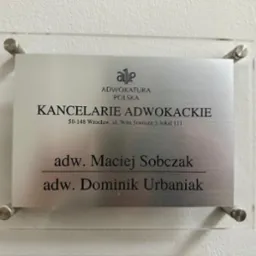 ADWOKATURA
POLSKA
KANCELARIE ADWOKACKIE
adw. Maciej Sobczak
adw. Dominik Urbaniak